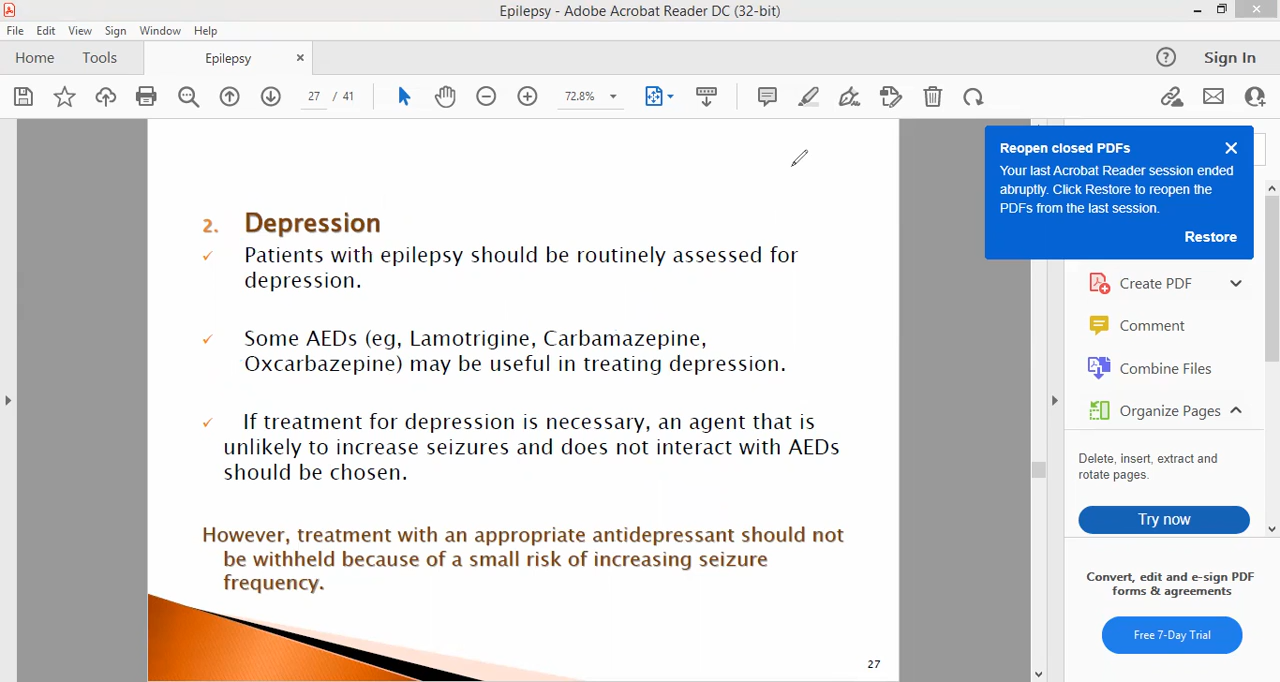 Epilepsy - Adobe Acrobat Reader DC (32-bit)
File Edit View Sign Window Help
Home Tools Epilepsy × ? Sign In
27 / 41 72.8%
Reopen closed PDFs
Your last Acrobat Reader session ended
abruptly. Click Restore to reopen the
PDFs from the last session.
Restore
2. Depression
✓ Patients with epilepsy should be routinely assessed for
depression.
✓ Some AEDs (eg, Lamotrigine, Carbamazepine,
Oxcarbazepine) may be useful in treating depression.
✓ If treatment for depression is necessary, an agent that is
unlikely to increase seizures and does not interact with AEDs
should be chosen.
However, treatment with an appropriate antidepressant should not
be withheld because of a small risk of increasing seizure
frequency.
27
Create PDF
Comment
Combine Files
Organize Pages
Delete, insert, extract and
rotate pages.
Try now
Convert, edit and e-sign PDF
forms & agreements
Free 7-Day Trial